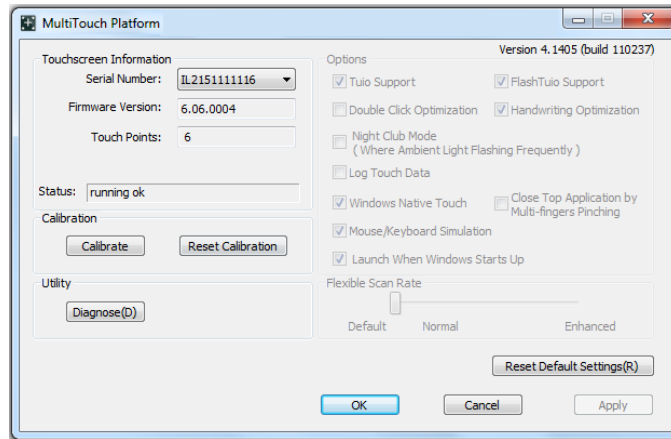 MultiTouch Platform
Version 4.1405 (build 110237)
Touchscreen Information
Serial Number: IL2151111116
Firmware Version: 6.06.0004
Touch Points: 6
Status: running ok
Calibration
Calibrate Reset Calibration
Utility
Diagnose(D)
Options
Tuio Support FlashTuio Support
Double Click Optimization Handwriting Optimization
Night Club Mode
( Where Ambient Light Flashing Frequently )
Log Touch Data
Windows Native Touch Close Top Application by
Multi-fingers Pinching
Mouse/Keyboard Simulation
Launch When Windows Starts Up
Flexible Scan Rate
Default Normal Enhanced
Reset Default Settings(R)
OK Cancel Apply